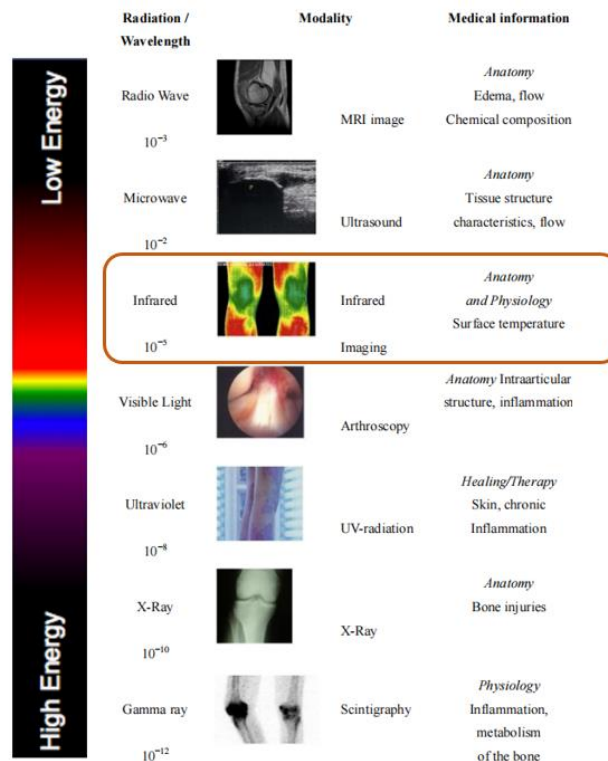 Radiation / Modality Medical information
Wavelength
Low Energy
Radio Wave
10⁻³
MRI image
Anatomy
Edema, flow
Chemical composition
Microwave
10⁻²
Ultrasound
Anatomy
Tissue structure
characteristics, flow
Infrared
10⁻⁵
Infrared
Imaging
Anatomy
and Physiology
Surface temperature
Visible Light
10⁻⁶
Arthroscopy
Anatomy Intraarticular
structure, inflammation
Ultraviolet
10⁻⁸
UV-radiation
Healing/Therapy
Skin, chronic
Inflammation
X-Ray
10⁻¹⁰
X-Ray
Anatomy
Bone injuries
High Energy
Gamma ray
10⁻¹²
Scintigraphy
Physiology
Inflammation,
metabolism
of the bone